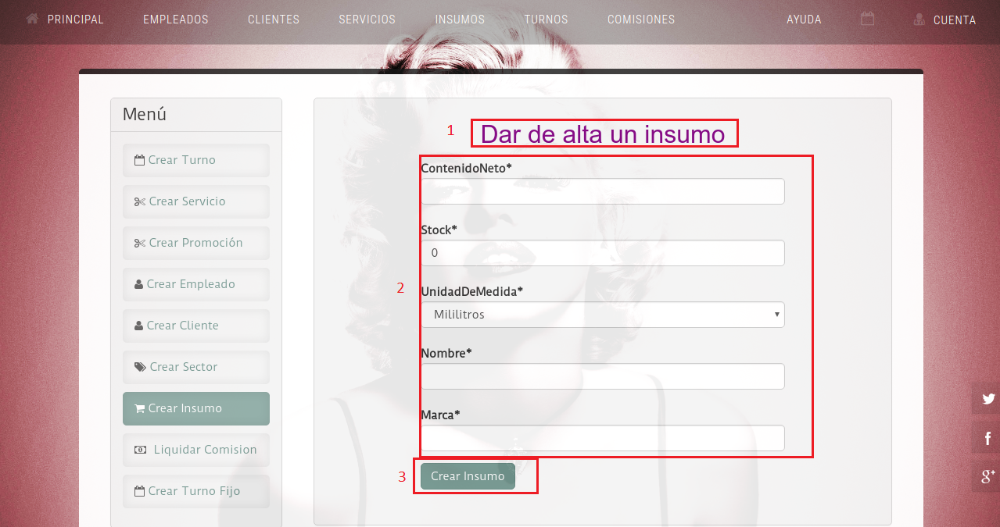 PRINCIPAL EMPLEADOS CLIENTES SERVICIOS INSUMOS TURNOS COMISIONES AYUDA CUENTA
Menú
Crear Turno
Crear Servicio
Crear Promoción
Crear Empleado
Crear Cliente
Crear Sector
Crear Insumo
Liquidar Comision
Crear Turno Fijo
1 Dar de alta un insumo
ContenidoNeto*
Stock*
0
2
UnidadDeMedida*
Mililitros
Nombre*
Marca*
3 Crear Insumo